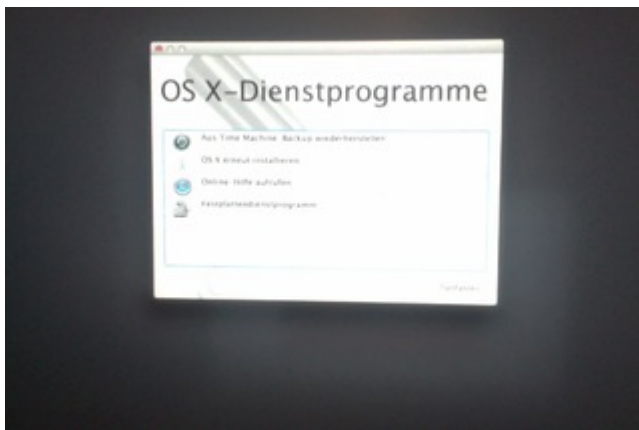 OS X-Dienstprogramme
Aus Time Machine-Backup wiederherstellen
OS X erneut installieren
Online-Hilfe aufrufen
Festplattendienstprogramm
Fortfahren